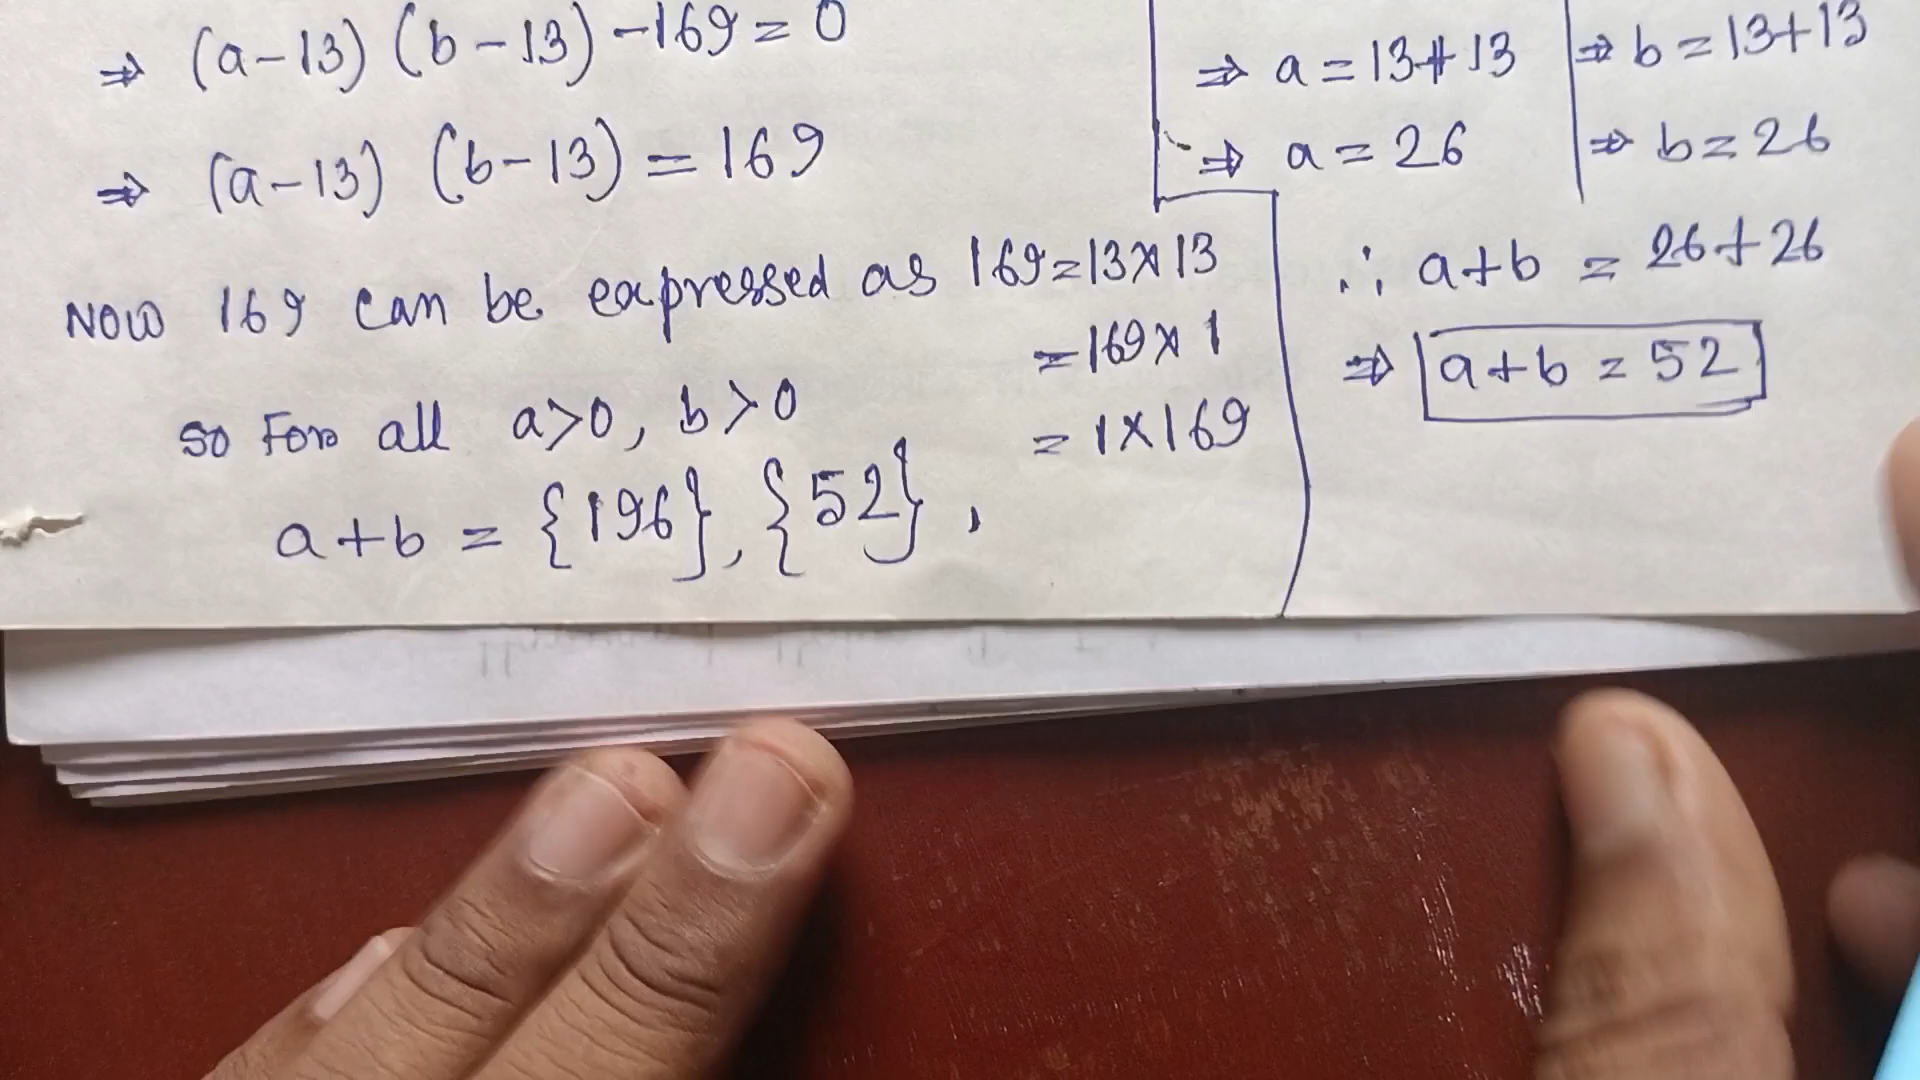 ⇒ (a-13) (b-13) -169 = 0
⇒ (a-13) (b-13) = 169
NOW 169 can be expressed as 169 = 13×13
= 169×1
= 1×169
so For all a>0, b>0
a+b = {196}, {52},
⇒ a = 13+13
⇒ a = 26
⇒ b = 13+13
⇒ b = 26
∴ a+b = 26+26
⇒ a+b = 52